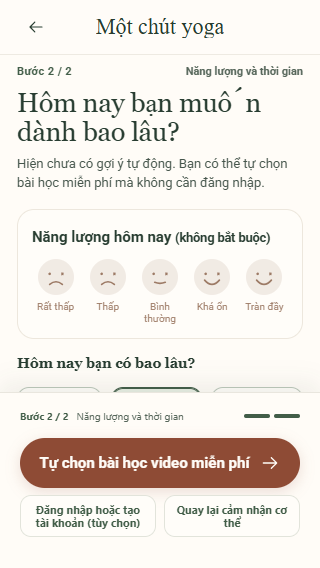 Một chút yoga
Bước 2 / 2
Năng lượng và thời gian
Hôm nay bạn muốn
dành bao lâu?
Hiện chưa có gợi ý tự động. Bạn có thể tự chọn
bài học miễn phí mà không cần đăng nhập.
Năng lượng hôm nay (không bắt buộc)
Rất thấp
Thấp
Bình
thường
Khá ổn
Tràn đầy
Hôm nay bạn có bao lâu?
Bước 2 / 2 Năng lượng và thời gian
Tự chọn bài học video miễn phí
Đăng nhập hoặc tạo
tài khoản (tùy chọn)
Quay lại cảm nhận cơ
thể